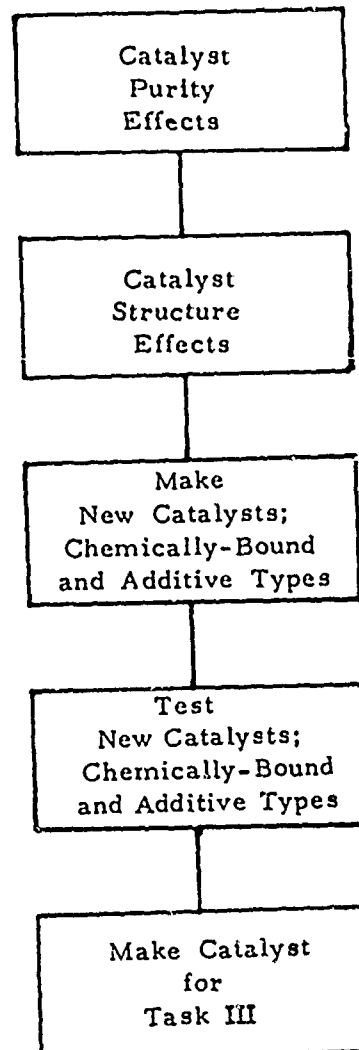 Catalyst
Purity
Effects
Catalyst
Structure
Effects
Make
New Catalysts;
Chemically-Bound
and Additive Types
Test
New Catalysts;
Chemically-Bound
and Additive Types
Make Catalyst
for
Task III